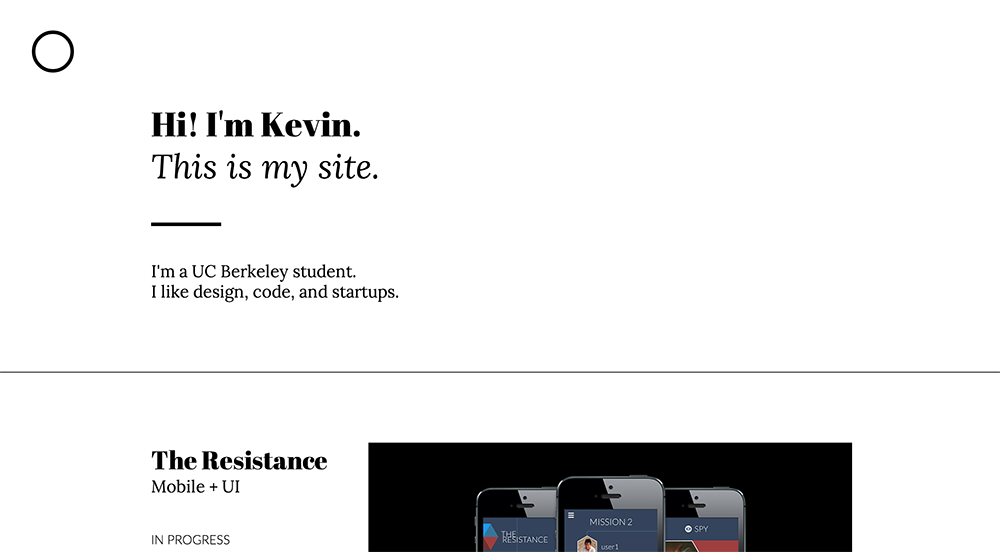 Hi! I'm Kevin.
This is my site.
I'm a UC Berkeley student.
I like design, code, and startups.
The Resistance
Mobile + UI
IN PROGRESS
THE
RESISTANCE
MISSION 2
user1
SPY